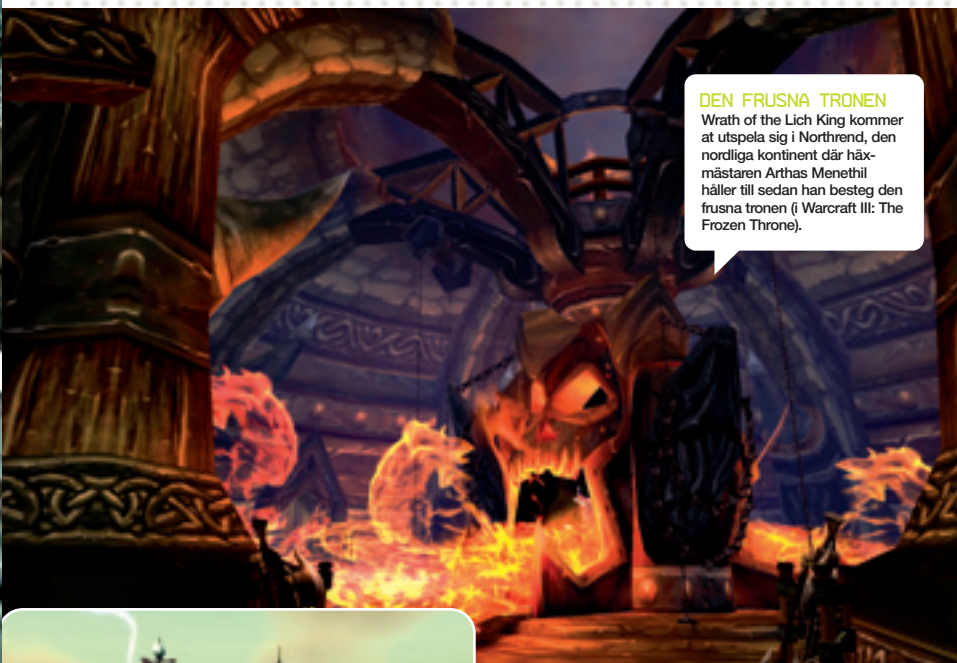 DEN FRUSNA TRONEN
Wrath of the Lich King kommer
at utspela sig i Northrend, den
nordliga kontinent där häx-
mästaren Arthas Menethil
håller till sedan han besteg den
frusna tronen (i Warcraft III: The
Frozen Throne).